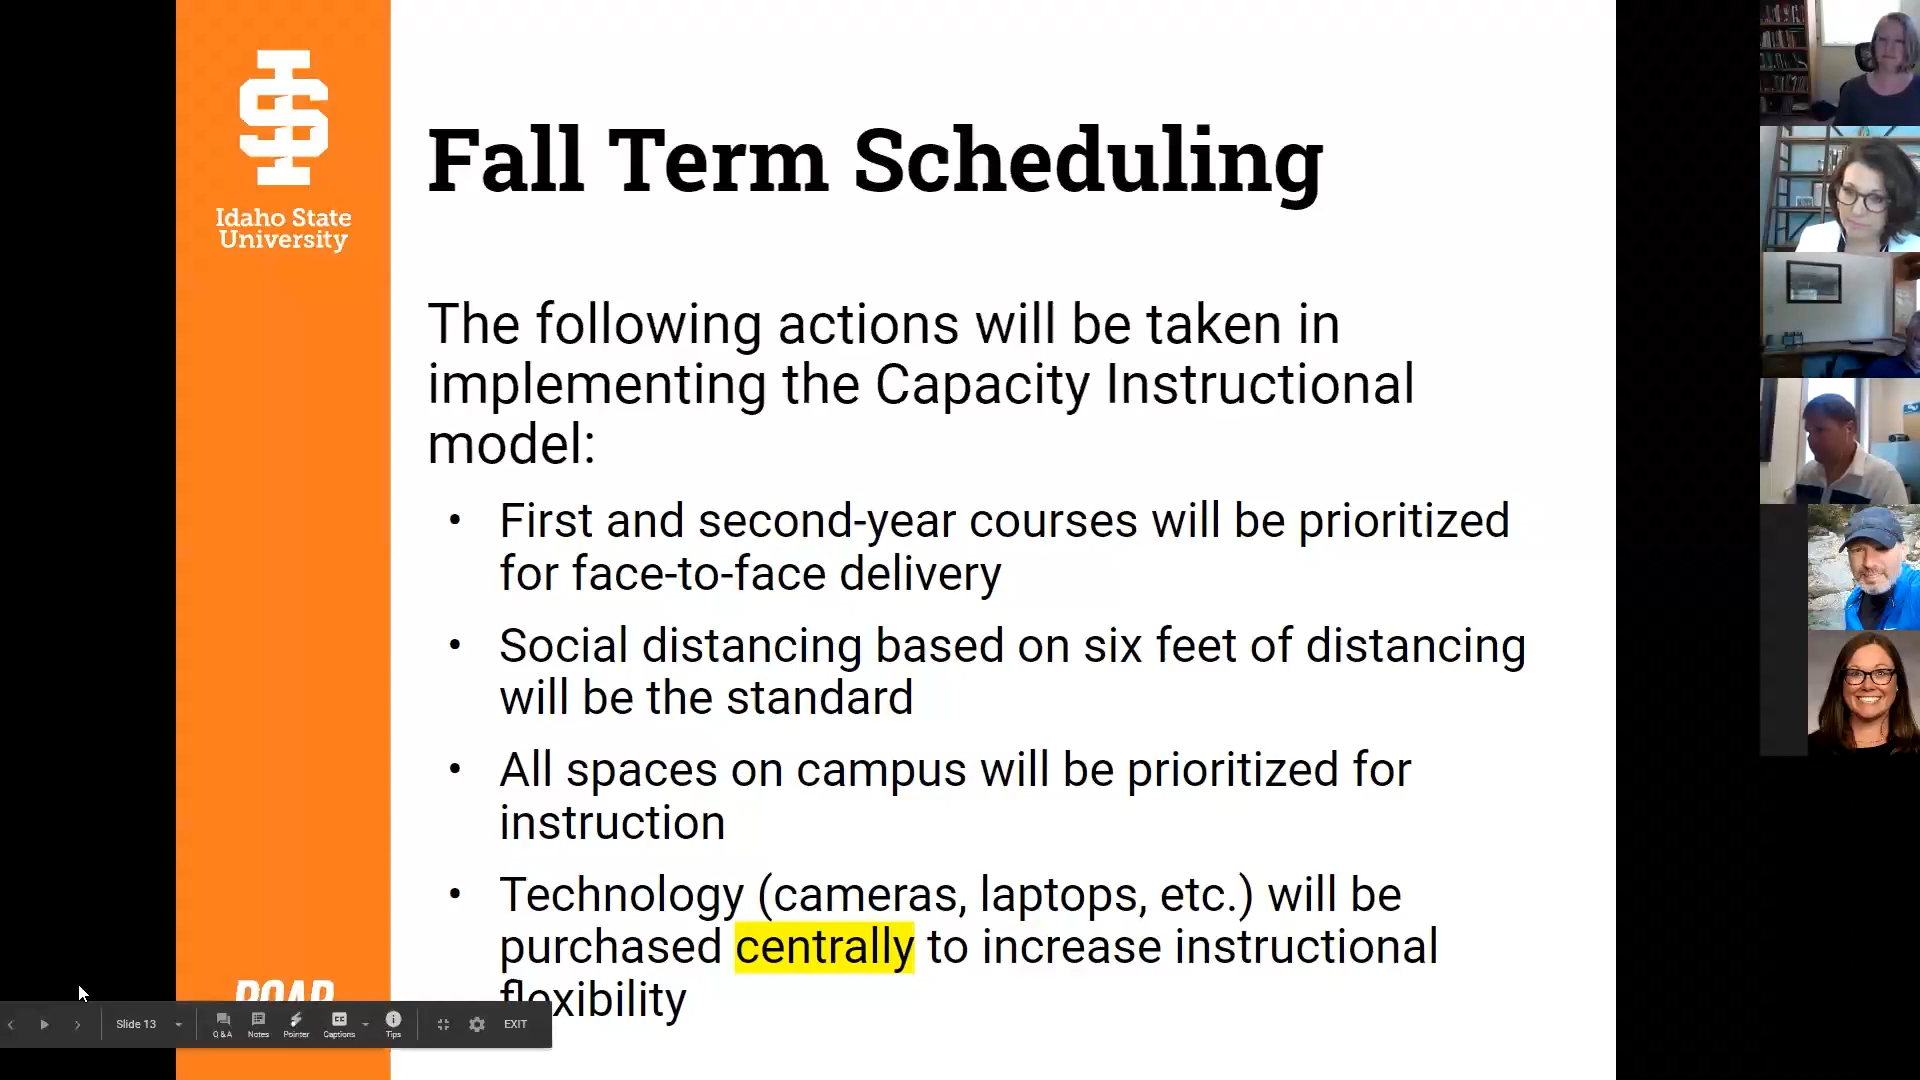 Idaho State
University
Fall Term Scheduling
The following actions will be taken in
implementing the Capacity Instructional
model:
• First and second-year courses will be prioritized
for face-to-face delivery
• Social distancing based on six feet of distancing
will be the standard
• All spaces on campus will be prioritized for
instruction
• Technology (cameras, laptops, etc.) will be
purchased centrally to increase instructional
flexibility
ROAR
Slide 13
Q & A
Notes
Pointer
CC
Captions
Tips
EXIT